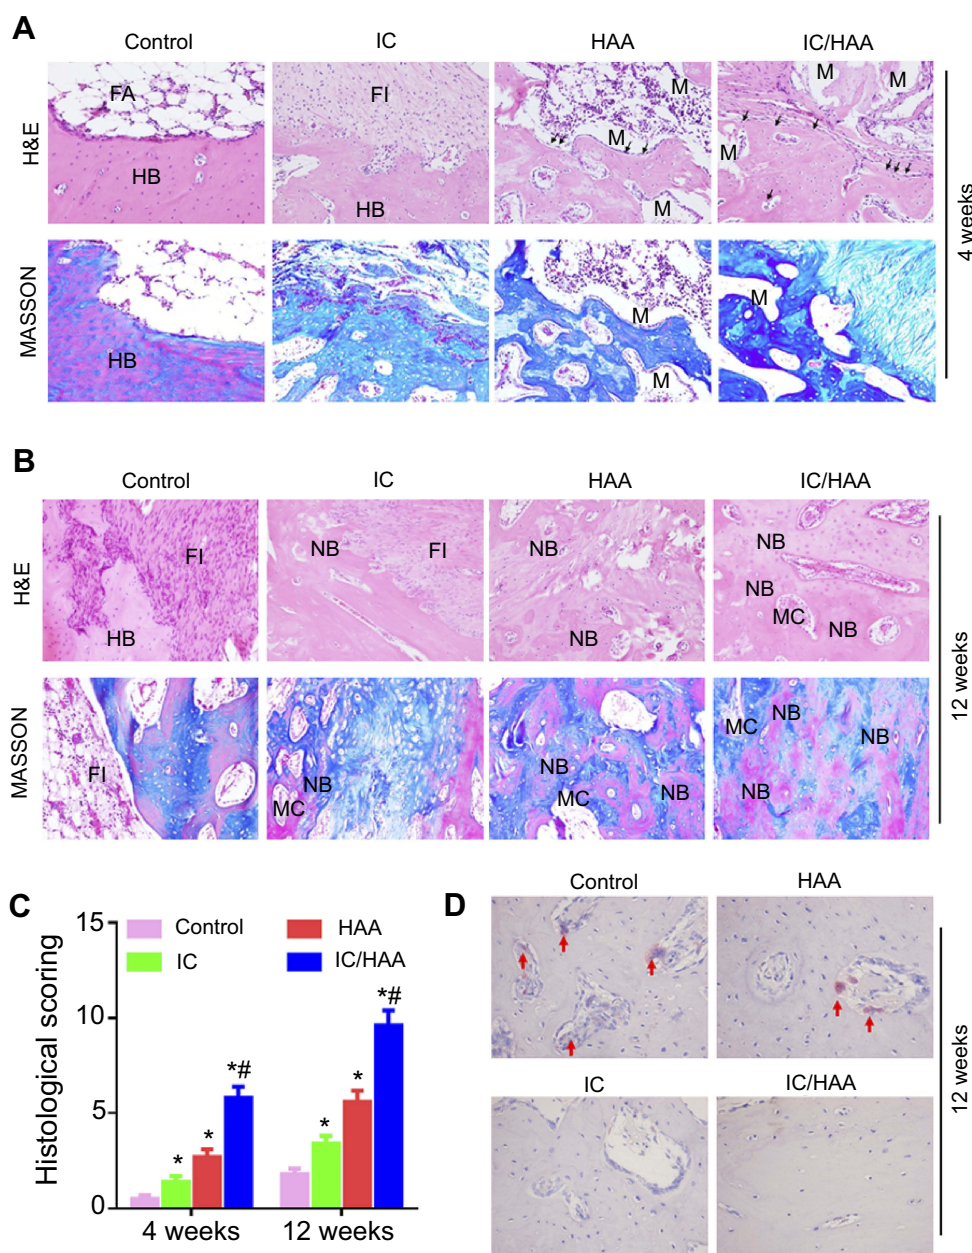 A
Control IC HAA IC/HAA
H&E
FA HB
FI HB
M M M
M M M
4 weeks
MASSON
HB
M M
M
B
Control IC HAA IC/HAA
H&E
FI HB
NB FI
NB NB
NB NB MC NB
12 weeks
MASSON
FI
NB MC
NB MC NB
MC NB NB NB
C
Histological scoring
15
10
5
0
Control HAA
IC IC/HAA
* * *#
* * *#
4 weeks 12 weeks
D
Control HAA
IC IC/HAA
12 weeks